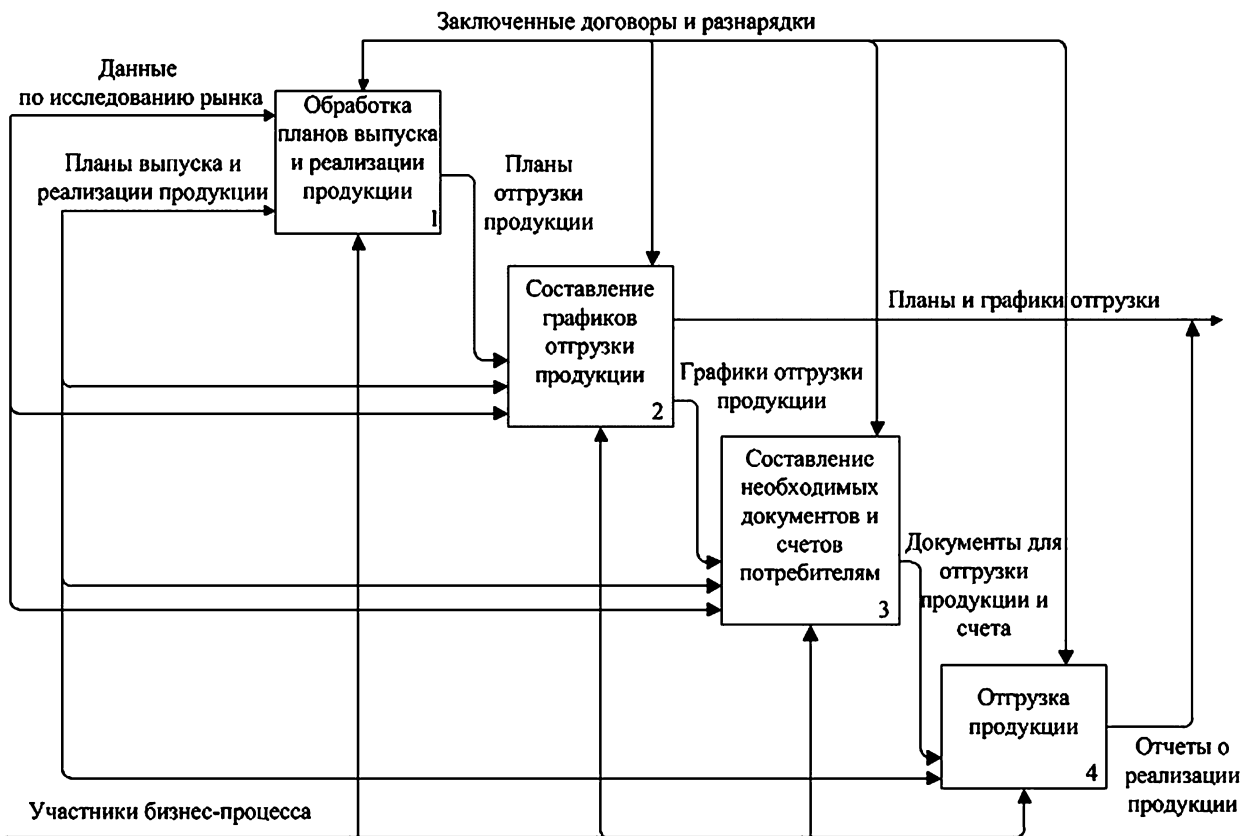 Заключенные договоры и разнарядки
Данные
по исследованию рынка
Обработка
планов выпуска
и реализации
продукции
1
Планы выпуска и
реализации продукции
Планы
отгрузки
продукции
Составление
графиков
отгрузки
продукции
2
Планы и графики отгрузки
Графики отгрузки
продукции
Составление
необходимых
документов и
счетов
потребителям
3
Документы для
отгрузки
продукции и
счета
Отгрузка
продукции
4
Отчеты о
реализации
продукции
Участники бизнес-процесса